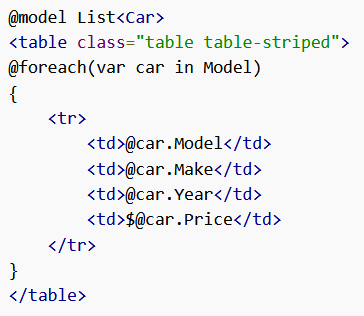 @model List<Car>
<table class="table table-striped">
@foreach(var car in Model)
{
    <tr>
        <td>@car.Model</td>
        <td>@car.Make</td>
        <td>@car.Year</td>
        <td>$@car.Price</td>
    </tr>
}
</table>